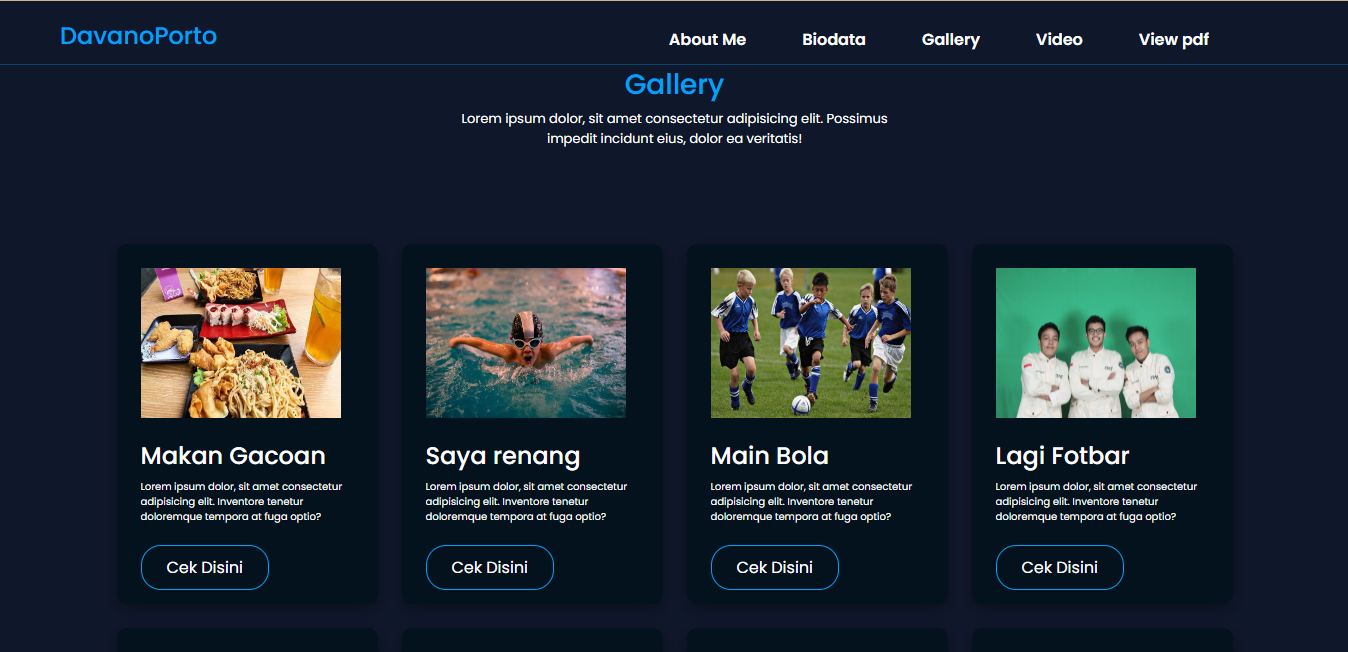 DavanoPorto
About Me
Biodata
Gallery
Video
View pdf
Gallery
Lorem ipsum dolor, sit amet consectetur adipisicing elit. Possimus
impedit incidunt eius, dolor ea veritatis!
Makan Gacoan
Lorem ipsum dolor, sit amet consectetur
adipisicing elit. Inventore tenetur
doloremque tempora at fuga optio?
Cek Disini
Saya renang
Lorem ipsum dolor, sit amet consectetur
adipisicing elit. Inventore tenetur
doloremque tempora at fuga optio?
Cek Disini
Main Bola
Lorem ipsum dolor, sit amet consectetur
adipisicing elit. Inventore tenetur
doloremque tempora at fuga optio?
Cek Disini
Lagi Fotbar
Lorem ipsum dolor, sit amet consectetur
adipisicing elit. Inventore tenetur
doloremque tempora at fuga optio?
Cek Disini